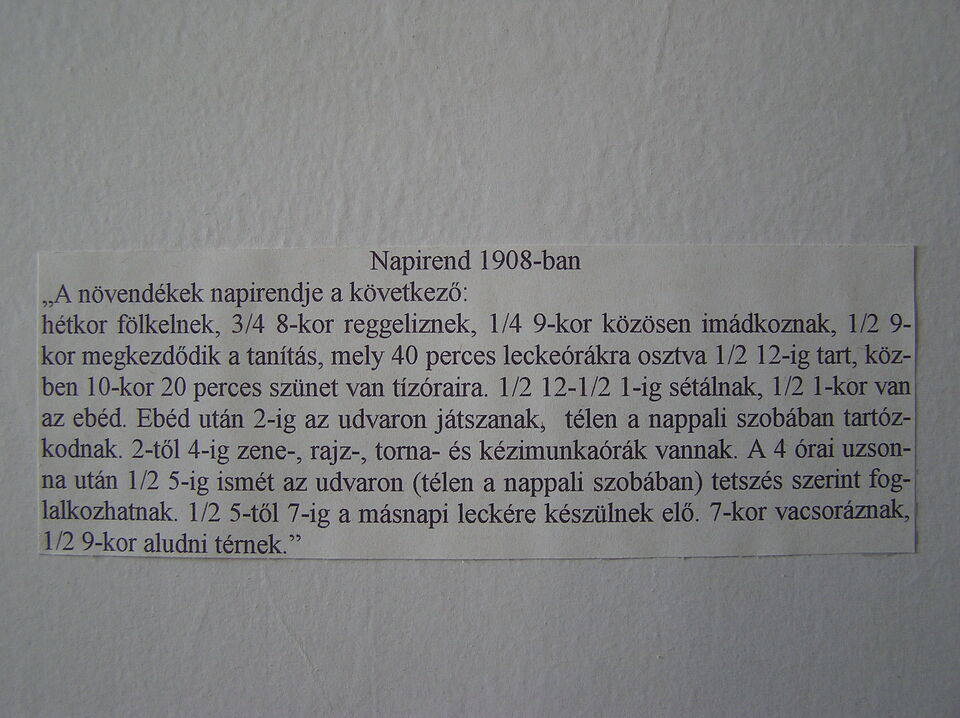 Napirend 1908-ban
„A növendékek napirendje a következő:
hétkor fölkelnek, 3/4 8-kor reggeliznek, 1/4 9-kor közösen imádkoznak, 1/2 9-
kor megkezdődik a tanítás, mely 40 perces leckeórákra osztva 1/2 12-ig tart, köz-
ben 10-kor 20 perces szünet van tízóraira. 1/2 12-1/2 1-ig sétálnak, 1/2 1-kor van
az ebéd. Ebéd után 2-ig az udvaron játszanak, télen a nappali szobában tartóz-
kodnak. 2-től 4-ig zene-, rajz-, torna- és kézimunkaórák vannak. A 4 órai uzson-
na után 1/2 5-ig ismét az udvaron (télen a nappali szobában) tetszés szerint fog-
lalkozhatnak. 1/2 5-től 7-ig a másnapi leckére készülnek elő. 7-kor vacsoráznak,
1/2 9-kor aludni térnek.”